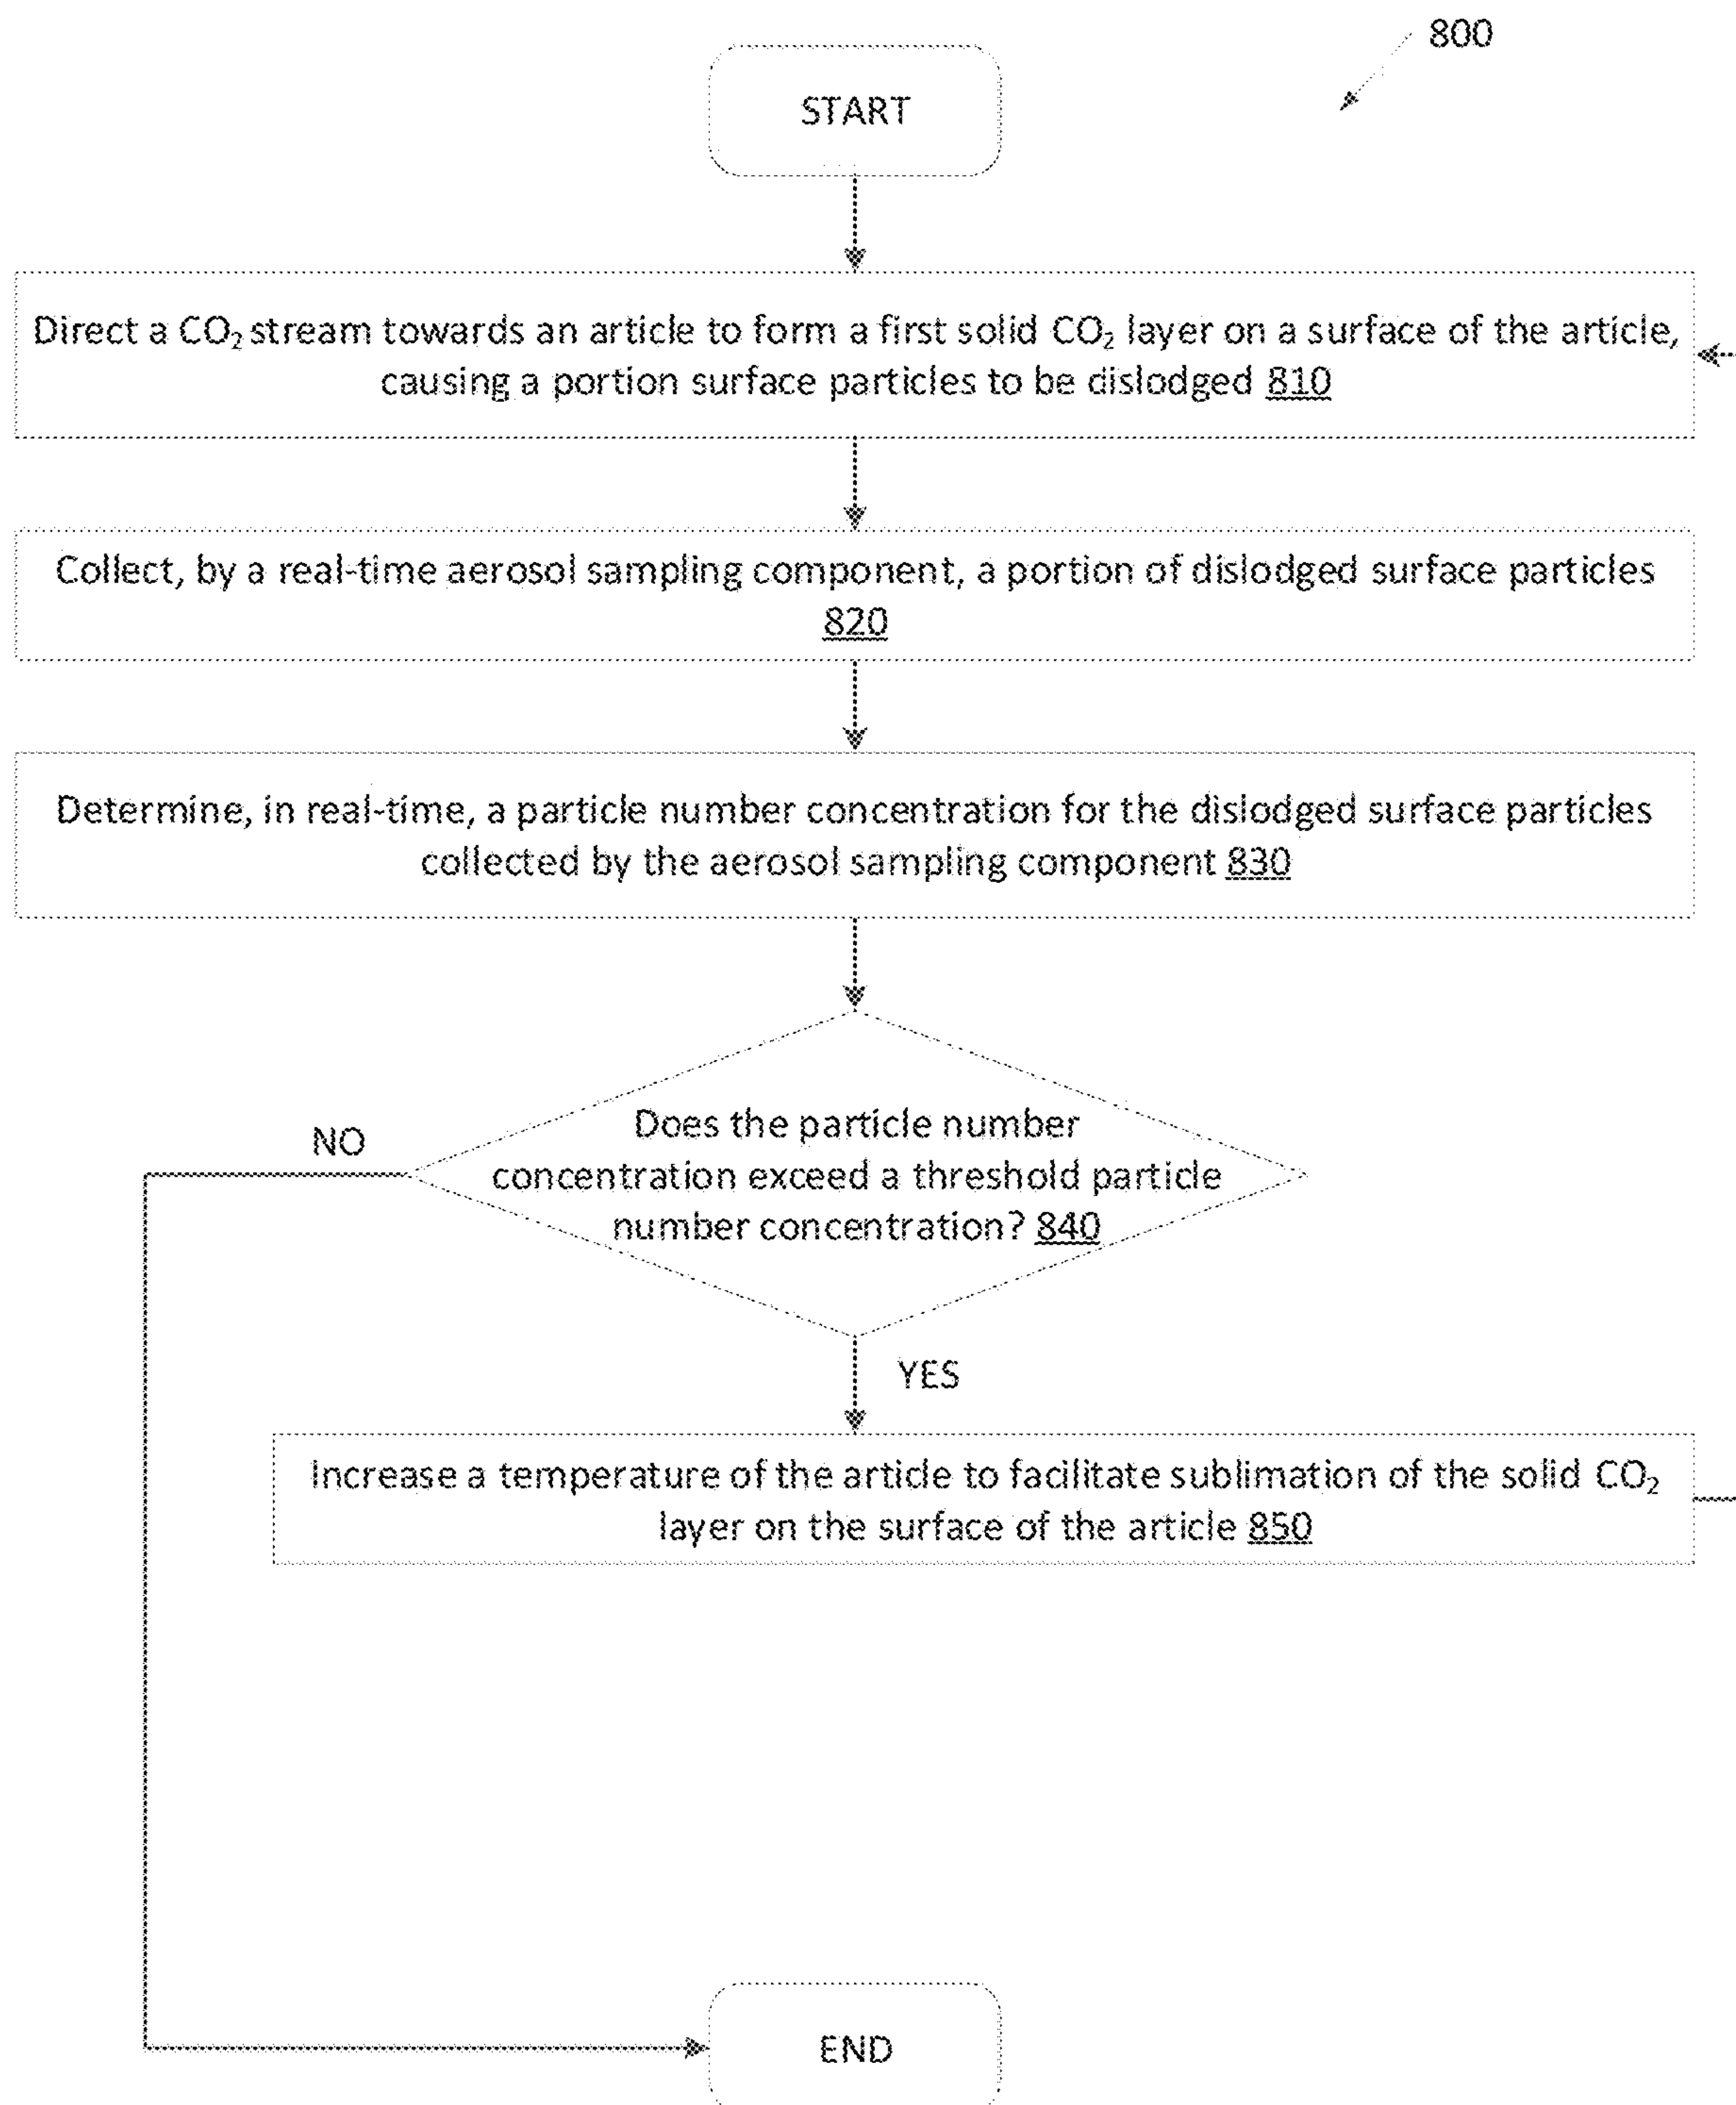 800
START
Direct a CO₂ stream towards an article to form a first solid CO₂ layer on a surface of the article,
causing a portion surface particles to be dislodged 810
Collect, by a real-time aerosol sampling component, a portion of dislodged surface particles
820
Determine, in real-time, a particle number concentration for the dislodged surface particles
collected by the aerosol sampling component 830
Does the particle number
concentration exceed a threshold particle
number concentration? 840
NO
YES
Increase a temperature of the article to facilitate sublimation of the solid CO₂
layer on the surface of the article 850
END